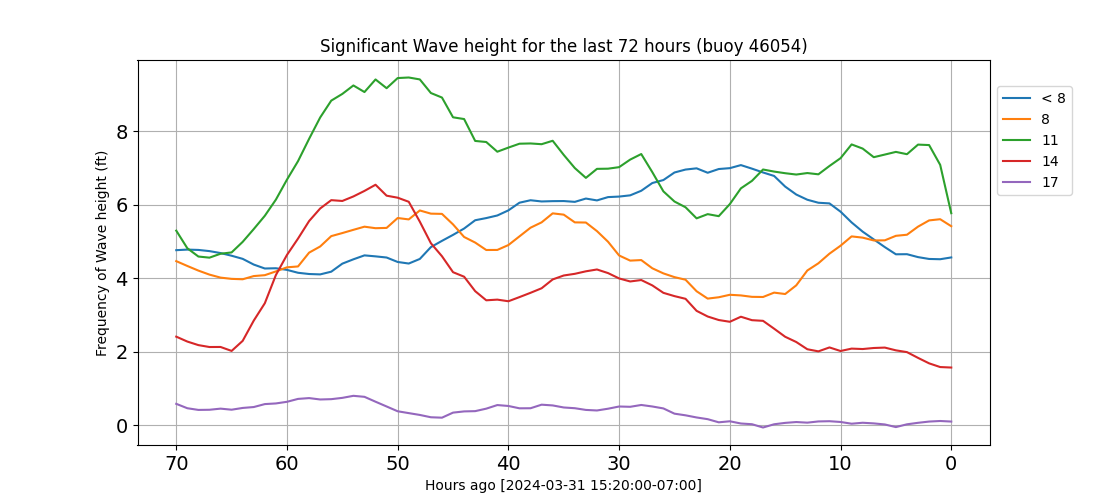 Significant Wave height for the last 72 hours (buoy 46054)
Frequency of Wave height (ft)
8
6
4
2
0
70 60 50 40 30 20 10 0
Hours ago [2024-03-31 15:20:00-07:00]
< 8
8
11
14
17